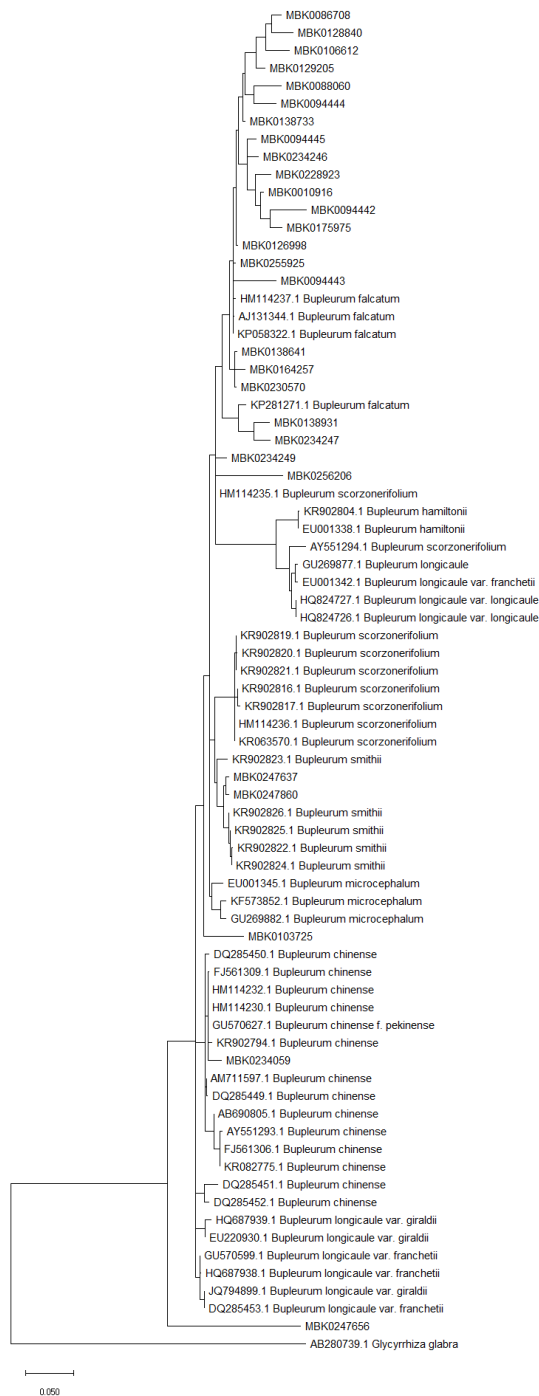 MBK0086708
MBK0128840
MBK0106612
MBK0129205
MBK0088060
MBK0094444
MBK0138733
MBK0094445
MBK0234246
MBK0228923
MBK0010916
MBK0094442
MBK0175975
MBK0126998
MBK0255925
MBK0094443
HM114237.1 Bupleurum falcatum
AJ131344.1 Bupleurum falcatum
KP058322.1 Bupleurum falcatum
MBK0138641
MBK0164257
MBK0230570
KP281271.1 Bupleurum falcatum
MBK0138931
MBK0234247
MBK0234249
MBK0256206
HM114235.1 Bupleurum scorzonerifolium
KR902804.1 Bupleurum hamiltonii
EU001338.1 Bupleurum hamiltonii
AY551294.1 Bupleurum scorzonerifolium
GU269877.1 Bupleurum longicaule
EU001342.1 Bupleurum longicaule var. franchetii
HQ824727.1 Bupleurum longicaule var. longicaule
HQ824726.1 Bupleurum longicaule var. longicaule
KR902819.1 Bupleurum scorzonerifolium
KR902820.1 Bupleurum scorzonerifolium
KR902821.1 Bupleurum scorzonerifolium
KR902816.1 Bupleurum scorzonerifolium
KR902817.1 Bupleurum scorzonerifolium
HM114236.1 Bupleurum scorzonerifolium
KR063570.1 Bupleurum scorzonerifolium
KR902823.1 Bupleurum smithii
MBK0247637
MBK0247860
KR902826.1 Bupleurum smithii
KR902825.1 Bupleurum smithii
KR902822.1 Bupleurum smithii
KR902824.1 Bupleurum smithii
EU001345.1 Bupleurum microcephalum
KF573852.1 Bupleurum microcephalum
GU269882.1 Bupleurum microcephalum
MBK0103725
DQ285450.1 Bupleurum chinense
FJ561309.1 Bupleurum chinense
HM114232.1 Bupleurum chinense
HM114230.1 Bupleurum chinense
GU570627.1 Bupleurum chinense f. pekinense
KR902794.1 Bupleurum chinense
MBK0234059
AM711597.1 Bupleurum chinense
DQ285449.1 Bupleurum chinense
AB690805.1 Bupleurum chinense
AY551293.1 Bupleurum chinense
FJ561306.1 Bupleurum chinense
KR082775.1 Bupleurum chinense
DQ285451.1 Bupleurum chinense
DQ285452.1 Bupleurum chinense
HQ687939.1 Bupleurum longicaule var. giraldii
EU220930.1 Bupleurum longicaule var. giraldii
GU570599.1 Bupleurum longicaule var. franchetii
HQ687938.1 Bupleurum longicaule var. franchetii
JQ794899.1 Bupleurum longicaule var. giraldii
DQ285453.1 Bupleurum longicaule var. franchetii
MBK0247656
AB280739.1 Glycyrrhiza glabra
0.050